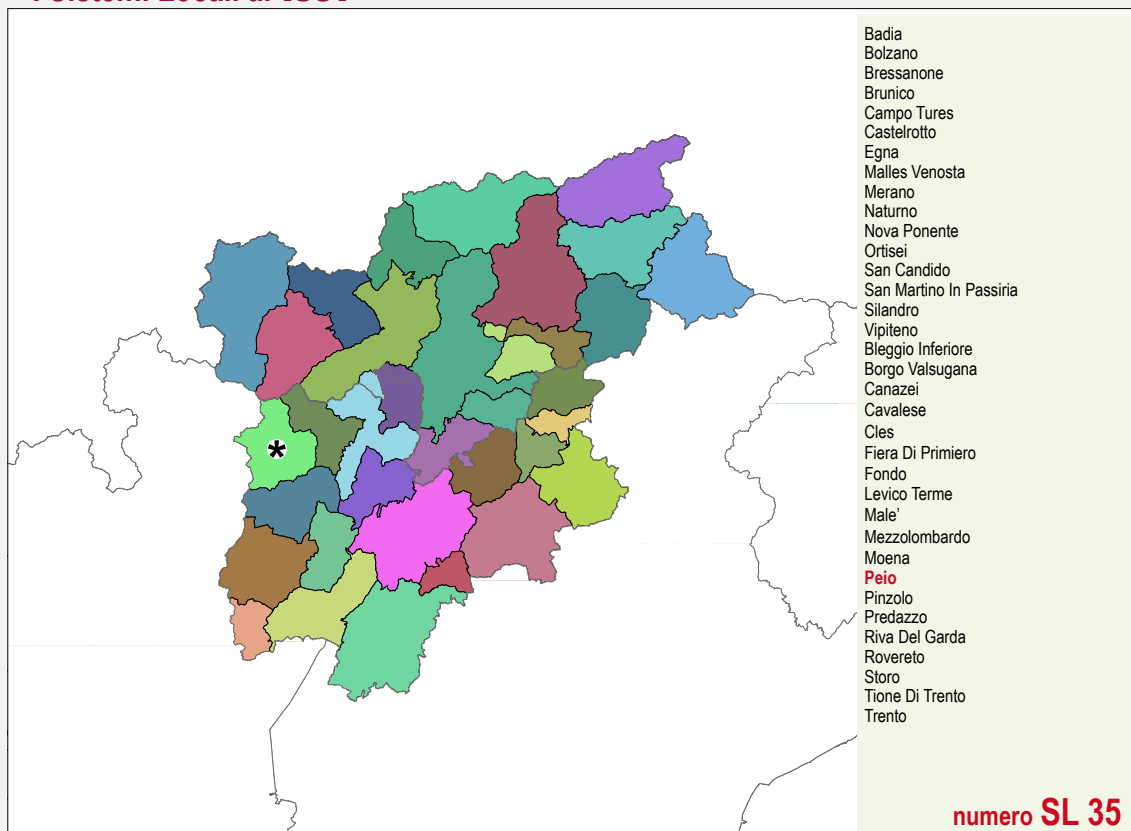 Badia
Bolzano
Bressanone
Brunico
Campo Tures
Castelrotto
Egna
Malles Venosta
Merano
Naturno
Nova Ponente
Ortisei
San Candido
San Martino In Passiria
Silandro
Vipiteno
Bleggio Inferiore
Borgo Valsugana
Canazei
Cavalese
Cles
Fiera Di Primiero
Fondo
Levico Terme
Male’
Mezzolombardo
Moena
Peio
Pinzolo
Predazzo
Riva Del Garda
Rovereto
Storo
Tione Di Trento
Trento
numero SL 35